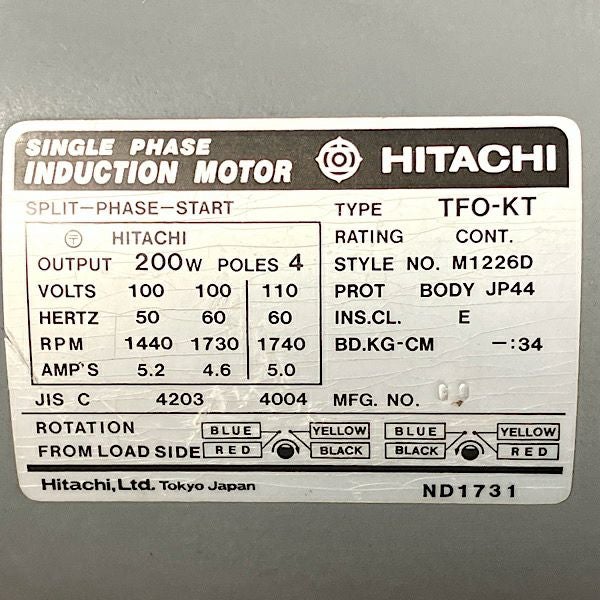 SINGLE PHASE
INDUCTION MOTOR
HITACHI
SPLIT-PHASE-START
〒 HITACHI
OUTPUT 200W POLES 4
VOLTS 100 100 110
HERTZ 50 60 60
RPM 1440 1730 1740
AMP'S 5.2 4.6 5.0
JIS C 4203 4004
TYPE TFO-KT
RATING CONT.
STYLE NO. M1226D
PROT BODY JP44
INS.CL. E
BD.KG-CM -:34
MFG. NO.
ROTATION
FROM LOAD SIDE
BLUE YELLOW
RED BLACK
BLUE YELLOW
BLACK RED
Hitachi, Ltd. Tokyo Japan
ND1731